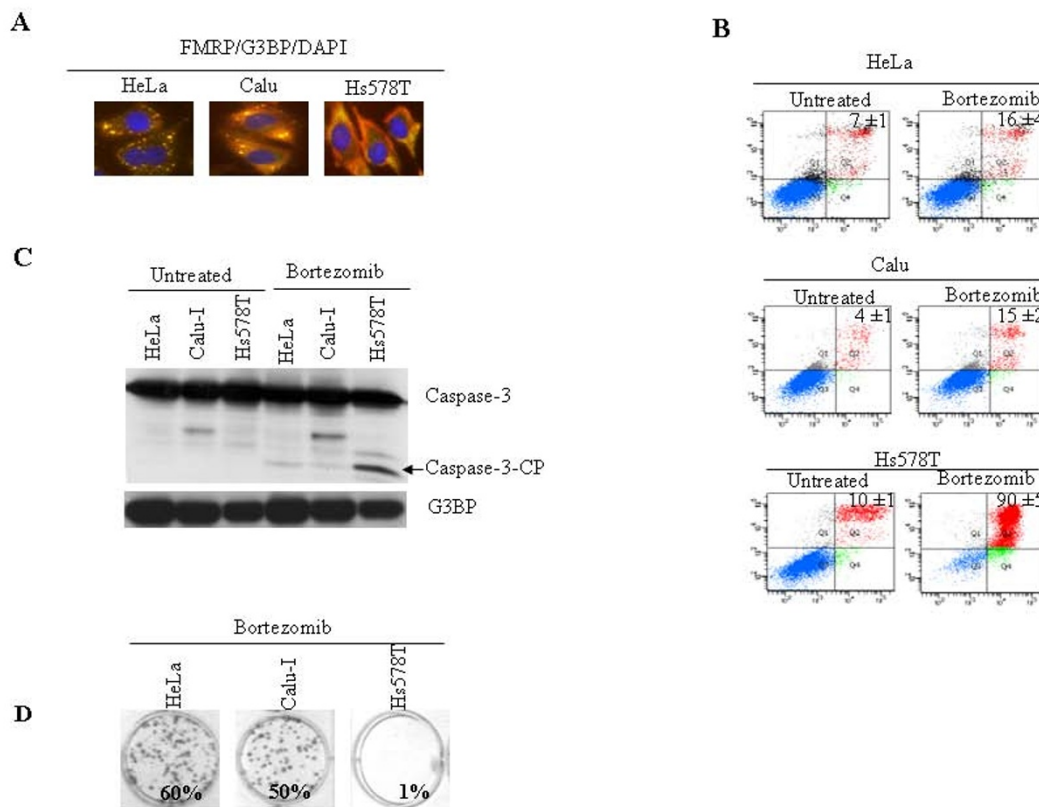 A
FMRP/G3BP/DAPI
HeLa Calu Hs578T
B
HeLa
Untreated Bortezomib
7 ±1 16 ±4
Calu
Untreated Bortezomib
4 ±1 15 ±2
Hs578T
Untreated Bortezomib
10 ±1 90 ±5
C
Untreated Bortezomib
HeLa Calu-I Hs578T HeLa Calu-I Hs578T
Caspase-3
Caspase-3-CP
G3BP
D
Bortezomib
HeLa Calu-I Hs578T
60% 50% 1%